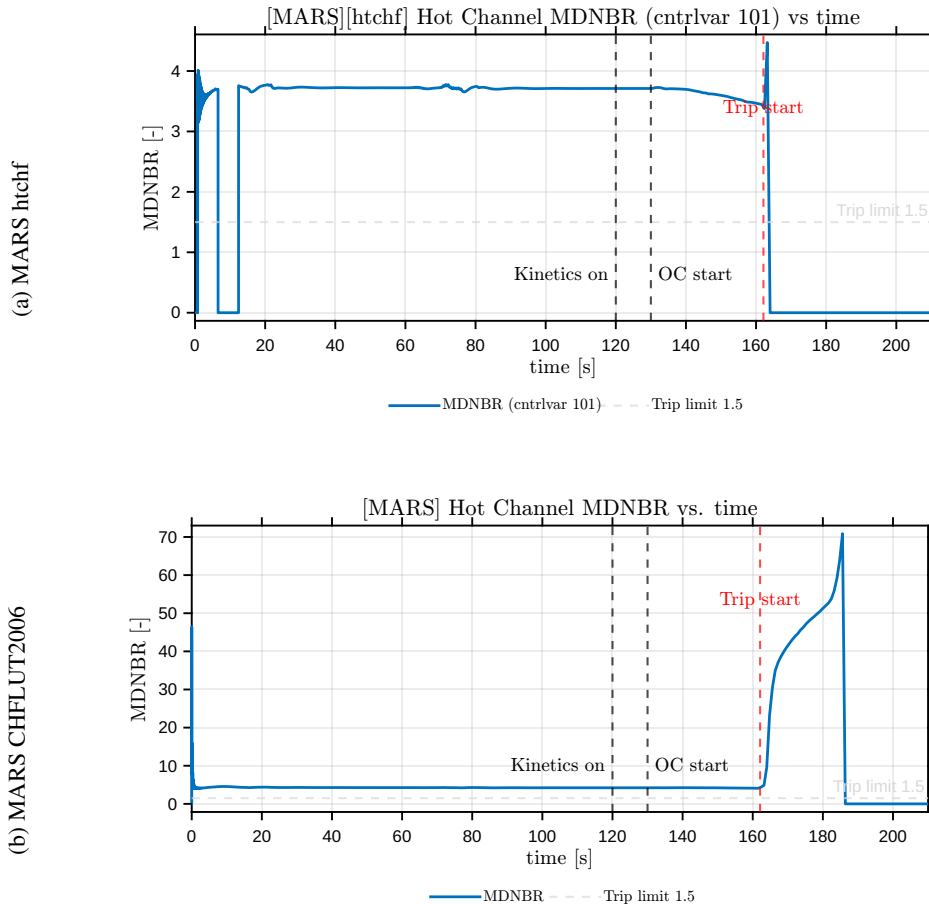 [MARS][htchf] Hot Channel MDNBR (cntrlvar 101) vs time
(a) MARS htchf
MDNBR [-]
4
3
2
1
0
Trip start
Trip limit 1.5
Kinetics on
OC start
0 20 40 60 80 100 120 140 160 180 200
time [s]
MDNBR (cntrlvar 101) Trip limit 1.5
[MARS] Hot Channel MDNBR vs. time
(b) MARS CHFLUT2006
MDNBR [-]
70
60
50
40
30
20
10
0
Trip start
Kinetics on
OC start
Trip limit 1.5
0 20 40 60 80 100 120 140 160 180 200
time [s]
MDNBR Trip limit 1.5